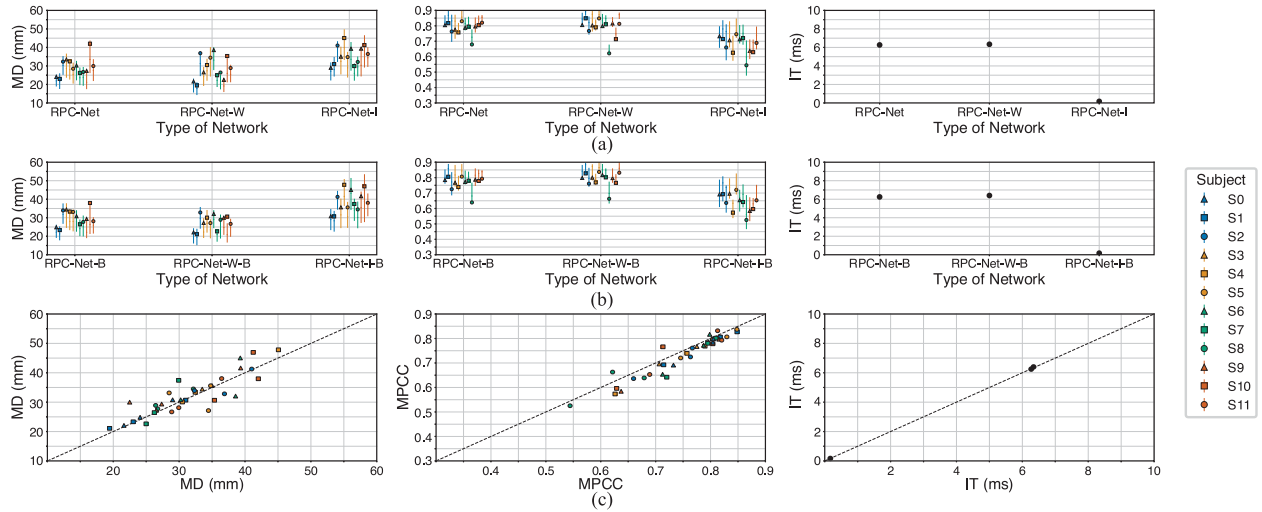 60
50
40
30
20
10
MD (mm)
RPC-Net
RPC-Net-W
RPC-Net-I
Type of Network
0.9
0.8
0.7
0.6
0.5
0.4
0.3
MPCC
RPC-Net
RPC-Net-W
RPC-Net-I
Type of Network
10
8
6
4
2
0
IT (ms)
RPC-Net
RPC-Net-W
RPC-Net-I
Type of Network
(a)
60
50
40
30
20
10
MD (mm)
RPC-Net-B
RPC-Net-W-B
RPC-Net-I-B
Type of Network
0.9
0.8
0.7
0.6
0.5
0.4
0.3
MPCC
RPC-Net-B
RPC-Net-W-B
RPC-Net-I-B
Type of Network
10
8
6
4
2
0
IT (ms)
RPC-Net-B
RPC-Net-W-B
RPC-Net-I-B
Type of Network
(b)
60
50
40
30
20
10
MD (mm)
20 30 40 50 60
MD (mm)
0.9
0.8
0.7
0.6
0.5
0.4
0.3
MPCC
0.4 0.5 0.6 0.7 0.8 0.9
MPCC
10
8
6
4
2
0
IT (ms)
0 2 4 6 8 10
IT (ms)
(c)
Subject
S0
S1
S2
S3
S4
S5
S6
S7
S8
S9
S10
S11